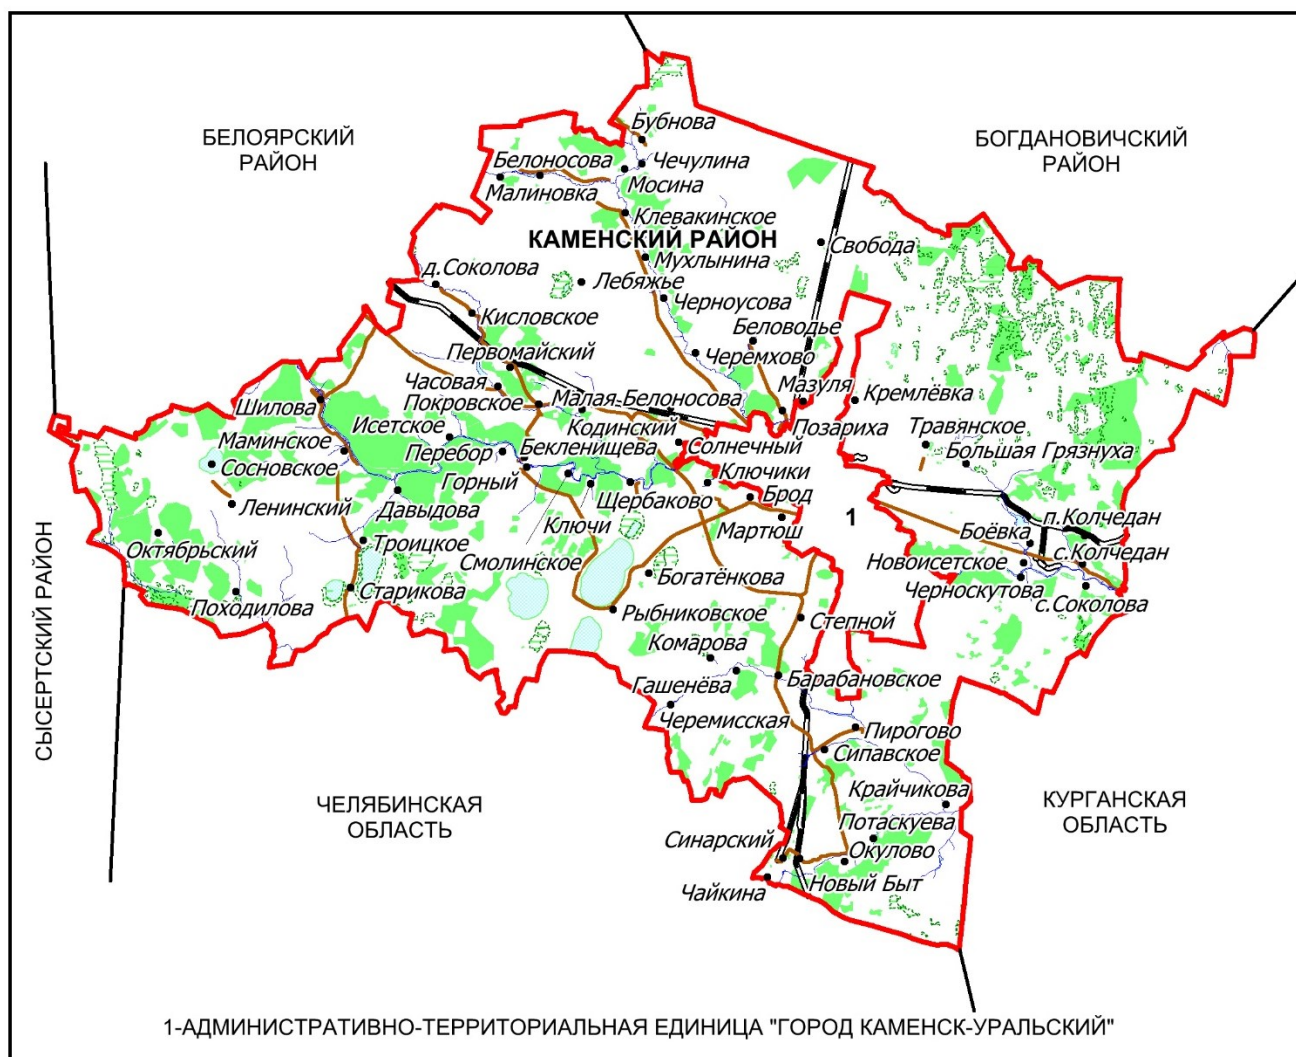 БЕЛОЯРСКИЙ
РАЙОН
БОГДАНОВИЧСКИЙ
РАЙОН
Бубнова
Белоносова
Чечулина
Малиновка
Мосина
Клевакинское
КАМЕНСКИЙ РАЙОН
Свобода
Мухлынина
д.Соколова
Лебяжье
Черноусова
Кисловское
Беловодье
Первомайский
Черемхово
Часовая
Мазуля
Кремлёвка
Покровское
Малая Белоносова
Шилова
Исетское
Кодинский
Позариха
Травянское
Маминское
Перебор
Бекленищева
Солнечный
Большая Грязнуха
Сосновское
Ключики
Горный
Щербаково
Брод
Ленинский
Давыдова
Ключи
Мартюш
1
п.Колчедан
Боёвка
Октябрьский
Троицкое
Смолинское
с.Колчедан
Новоисетское
Богатёнкова
Старикова
Черноскутова
Походилова
с.Соколова
Рыбниковское
Степной
Комарова
Барабановское
Гашенёва
Черемисская
Пирогово
Сипавское
СЫСЕРТСКИЙ РАЙОН
Крайчикова
ЧЕЛЯБИНСКАЯ
ОБЛАСТЬ
КУРГАНСКАЯ
ОБЛАСТЬ
Потаскуева
Синарский
Окулово
Новый Быт
Чайкина
1-АДМИНИСТРАТИВНО-ТЕРРИТОРИАЛЬНАЯ ЕДИНИЦА "ГОРОД КАМЕНСК-УРАЛЬСКИЙ"